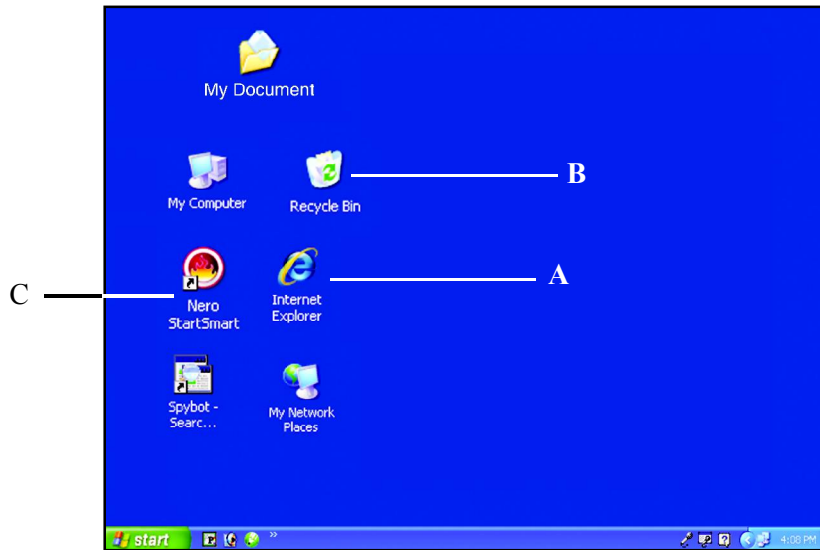 My Document
My Computer
Recycle Bin
B
C
Nero
StartSmart
Internet
Explorer
A
Spybot -
Searc...
My Network
Places
start
»
4:08 PM